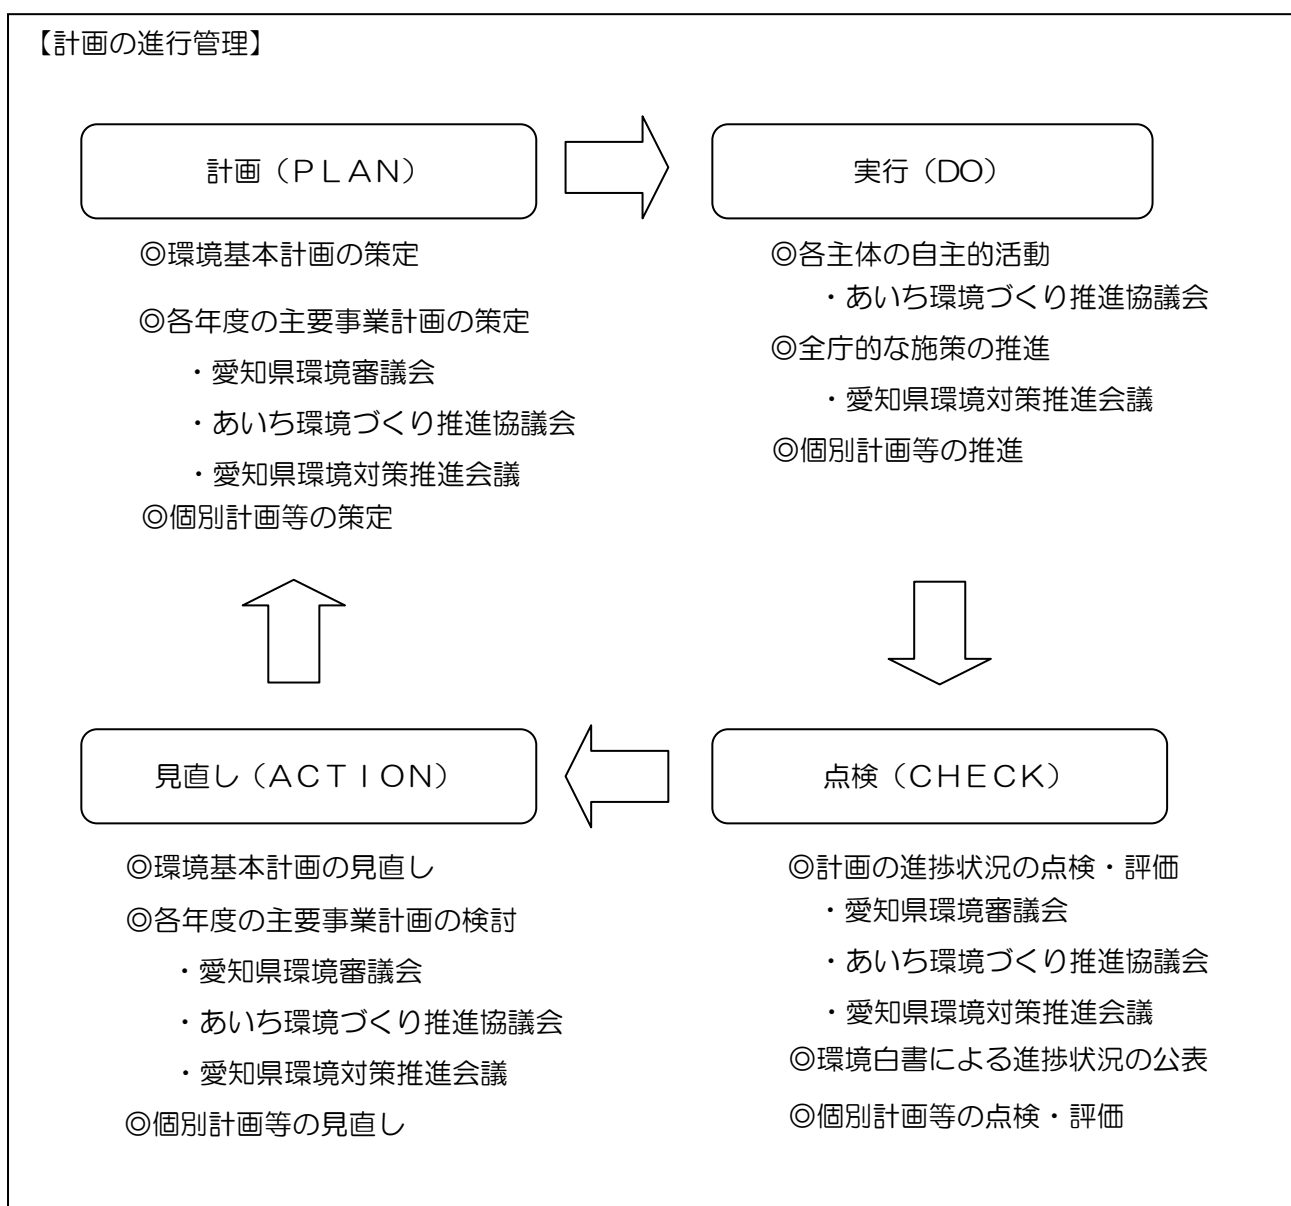 【計画の進行管理】
計画（ＰＬＡＮ）
◎環境基本計画の策定
◎各年度の主要事業計画の策定
・愛知県環境審議会
・あいち環境づくり推進協議会
・愛知県環境対策推進会議
◎個別計画等の策定
実行（DO）
◎各主体の自主的活動
・あいち環境づくり推進協議会
◎全庁的な施策の推進
・愛知県環境対策推進会議
◎個別計画等の推進
点検（ＣＨＥＣＫ）
◎計画の進捗状況の点検・評価
・愛知県環境審議会
・あいち環境づくり推進協議会
・愛知県環境対策推進会議
◎環境白書による進捗状況の公表
◎個別計画等の点検・評価
見直し（ＡＣＴＩＯＮ）
◎環境基本計画の見直し
◎各年度の主要事業計画の検討
・愛知県環境審議会
・あいち環境づくり推進協議会
・愛知県環境対策推進会議
◎個別計画等の見直し